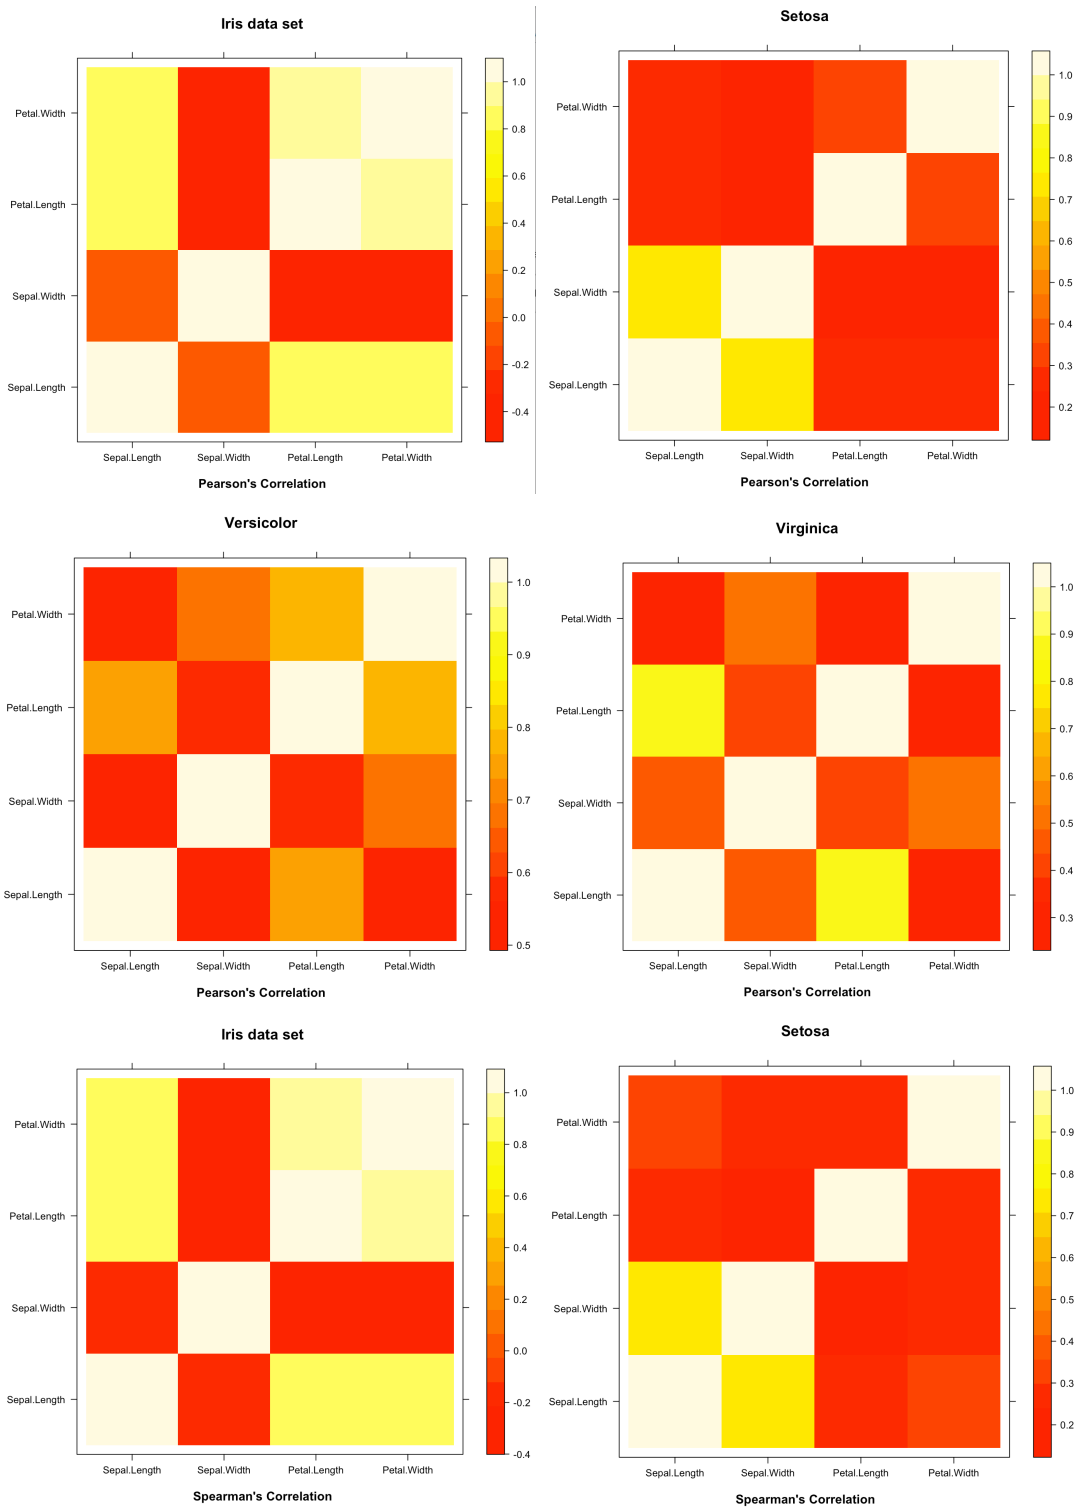 Iris data set
1.0
0.8
0.6
0.4
0.2
0.0
-0.2
-0.4
Petal.Width
Petal.Length
Sepal.Width
Sepal.Length
Sepal.Length Sepal.Width Petal.Length Petal.Width
Pearson's Correlation
Setosa
1.0
0.9
0.8
0.7
0.6
0.5
0.4
0.3
0.2
Petal.Width
Petal.Length
Sepal.Width
Sepal.Length
Sepal.Length Sepal.Width Petal.Length Petal.Width
Pearson's Correlation
Versicolor
1.0
0.9
0.8
0.7
0.6
0.5
Petal.Width
Petal.Length
Sepal.Width
Sepal.Length
Sepal.Length Sepal.Width Petal.Length Petal.Width
Pearson's Correlation
Virginica
1.0
0.9
0.8
0.7
0.6
0.5
0.4
0.3
Petal.Width
Petal.Length
Sepal.Width
Sepal.Length
Sepal.Length Sepal.Width Petal.Length Petal.Width
Pearson's Correlation
Iris data set
1.0
0.8
0.6
0.4
0.2
0.0
-0.2
-0.4
Petal.Width
Petal.Length
Sepal.Width
Sepal.Length
Sepal.Length Sepal.Width Petal.Length Petal.Width
Spearman's Correlation
Setosa
1.0
0.9
0.8
0.7
0.6
0.5
0.4
0.3
0.2
Petal.Width
Petal.Length
Sepal.Width
Sepal.Length
Sepal.Length Sepal.Width Petal.Length Petal.Width
Spearman's Correlation